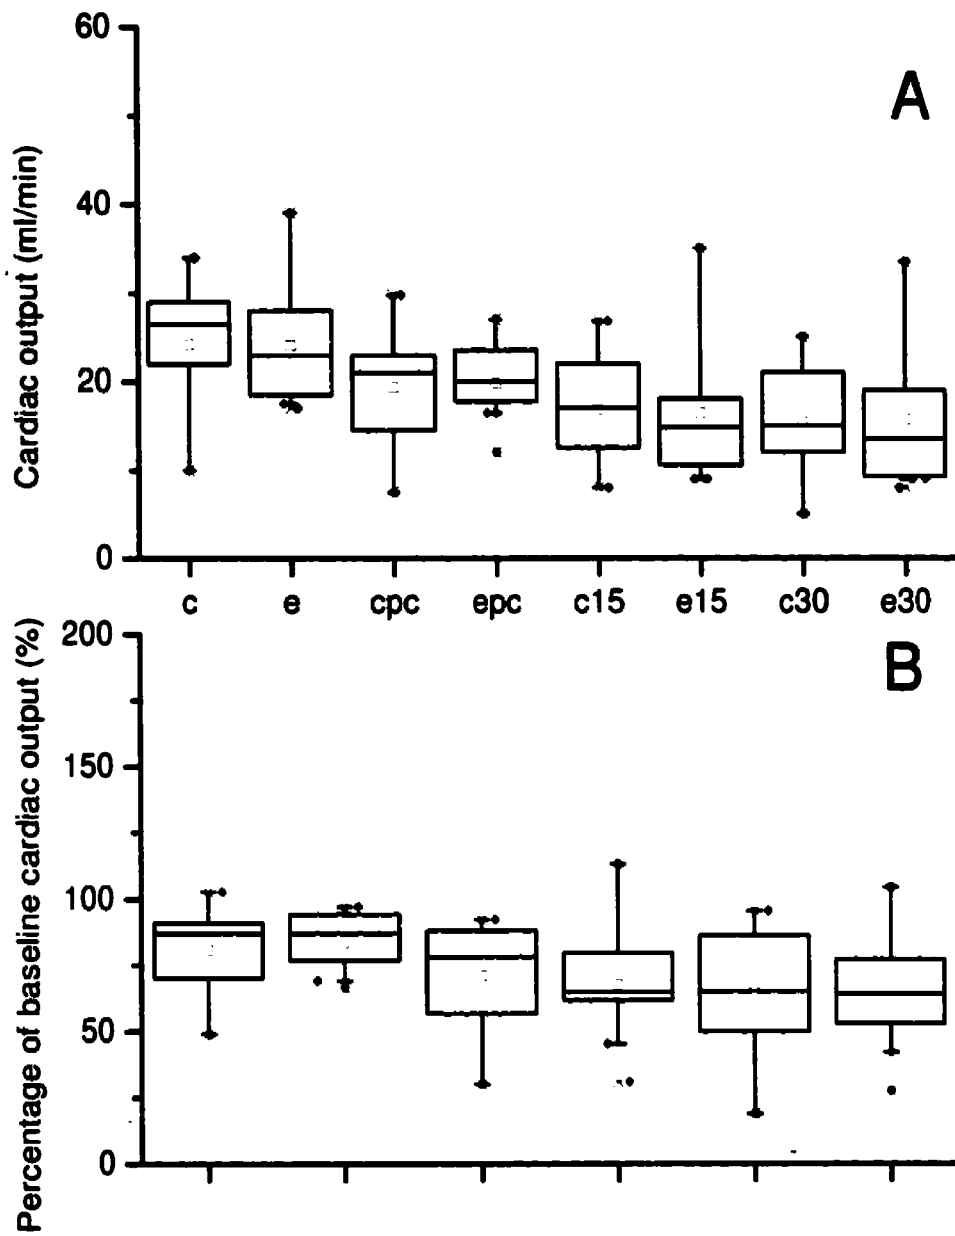 A
Cardiac output (ml/min)
60
40
20
0
c e cpc epc c15 e15 c30 e30
B
Percentage of baseline cardiac output (%)
200
150
100
50
0